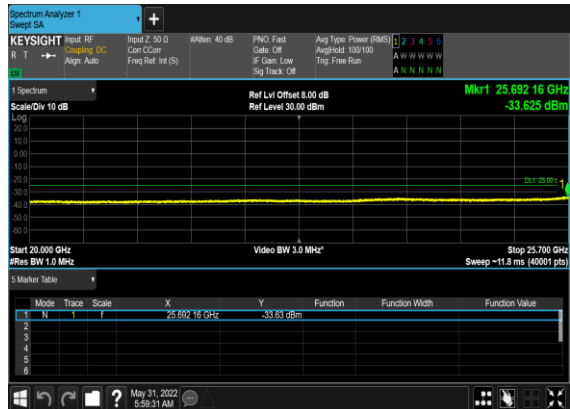 Spectrum Analyzer 1
Swept SA
+
KEYSIGHT Input: RF Input Z: 50 Ω #Atten: 40 dB PNO: Fast Avg Type: Power (RMS) 1 2 3 4 5 6
R T Coupling: DC Corr CCorr Gate: Off Avg|Hold: 100/100 A W W W W W
Align: Auto Freq Ref: Int (S) IF Gain: Low Trig: Free Run
Sig Track: Off A N N N N N
1 Spectrum Ref Lvl Offset 8.00 dB Mkr1 25.692 16 GHz
Scale/Div 10 dB Ref Level 30.00 dBm -33.625 dBm
Log
20.0
10.0
0.00
-10.0
-20.0
DL1 -25.00
1
-30.0
-40.0
-50.0
-60.0
Start 20.000 GHz Video BW 3.0 MHz* Stop 25.700 GHz
#Res BW 1.0 MHz Sweep ~11.8 ms (40001 pts)
5 Marker Table
Mode Trace Scale X Y Function Function Width Function Value
1 N 1 f 25.692 16 GHz -33.63 dBm
2
3
4
5
6
? May 31, 2022
5:59:31 AM